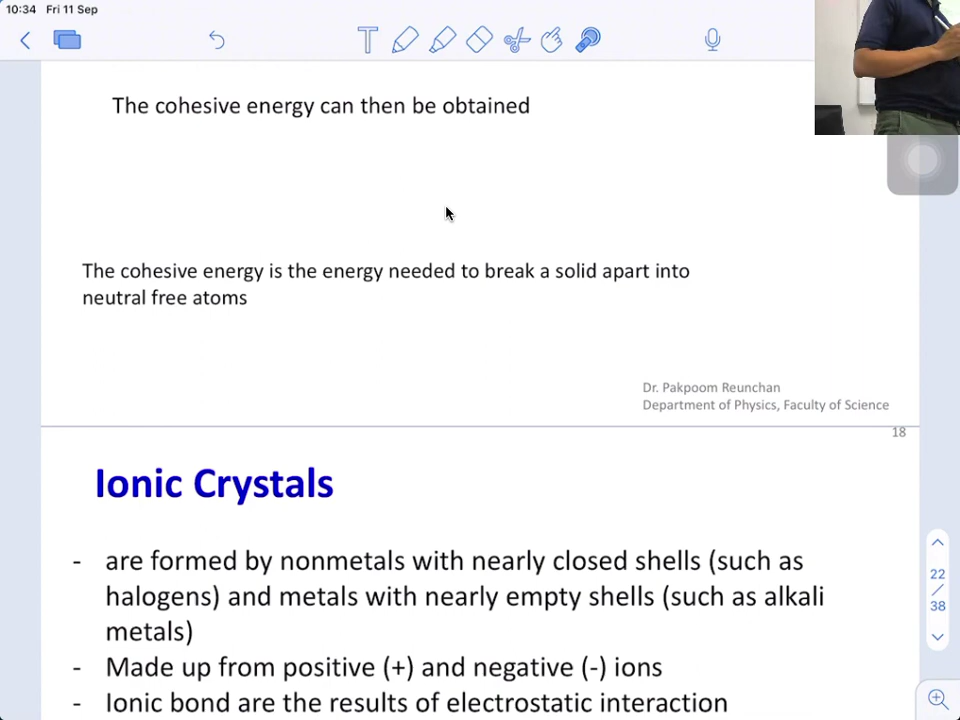 10:34 Fri 11 Sep
T
The cohesive energy can then be obtained
The cohesive energy is the energy needed to break a solid apart into
neutral free atoms
Dr. Pakpoom Reunchan
Department of Physics, Faculty of Science
18
Ionic Crystals
- are formed by nonmetals with nearly closed shells (such as
halogens) and metals with nearly empty shells (such as alkali
metals)
- Made up from positive (+) and negative (-) ions
- Ionic bond are the results of electrostatic interaction
22
/
38